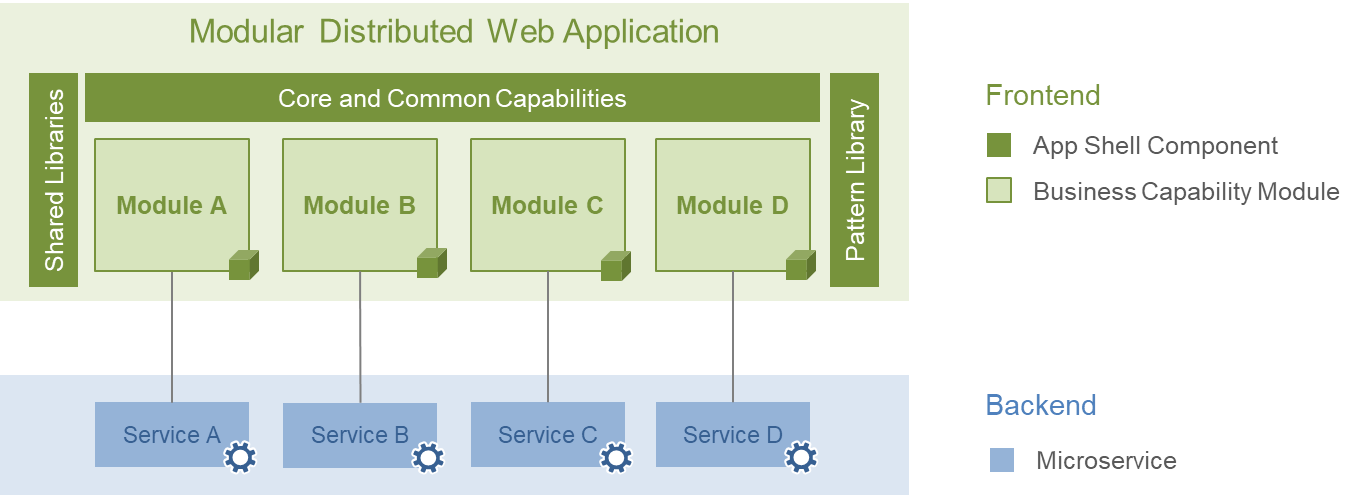 Modular Distributed Web Application
Shared Libraries
Core and Common Capabilities
Pattern Library
Module A
Module B
Module C
Module D
Service A
Service B
Service C
Service D
Frontend
App Shell Component
Business Capability Module
Backend
Microservice